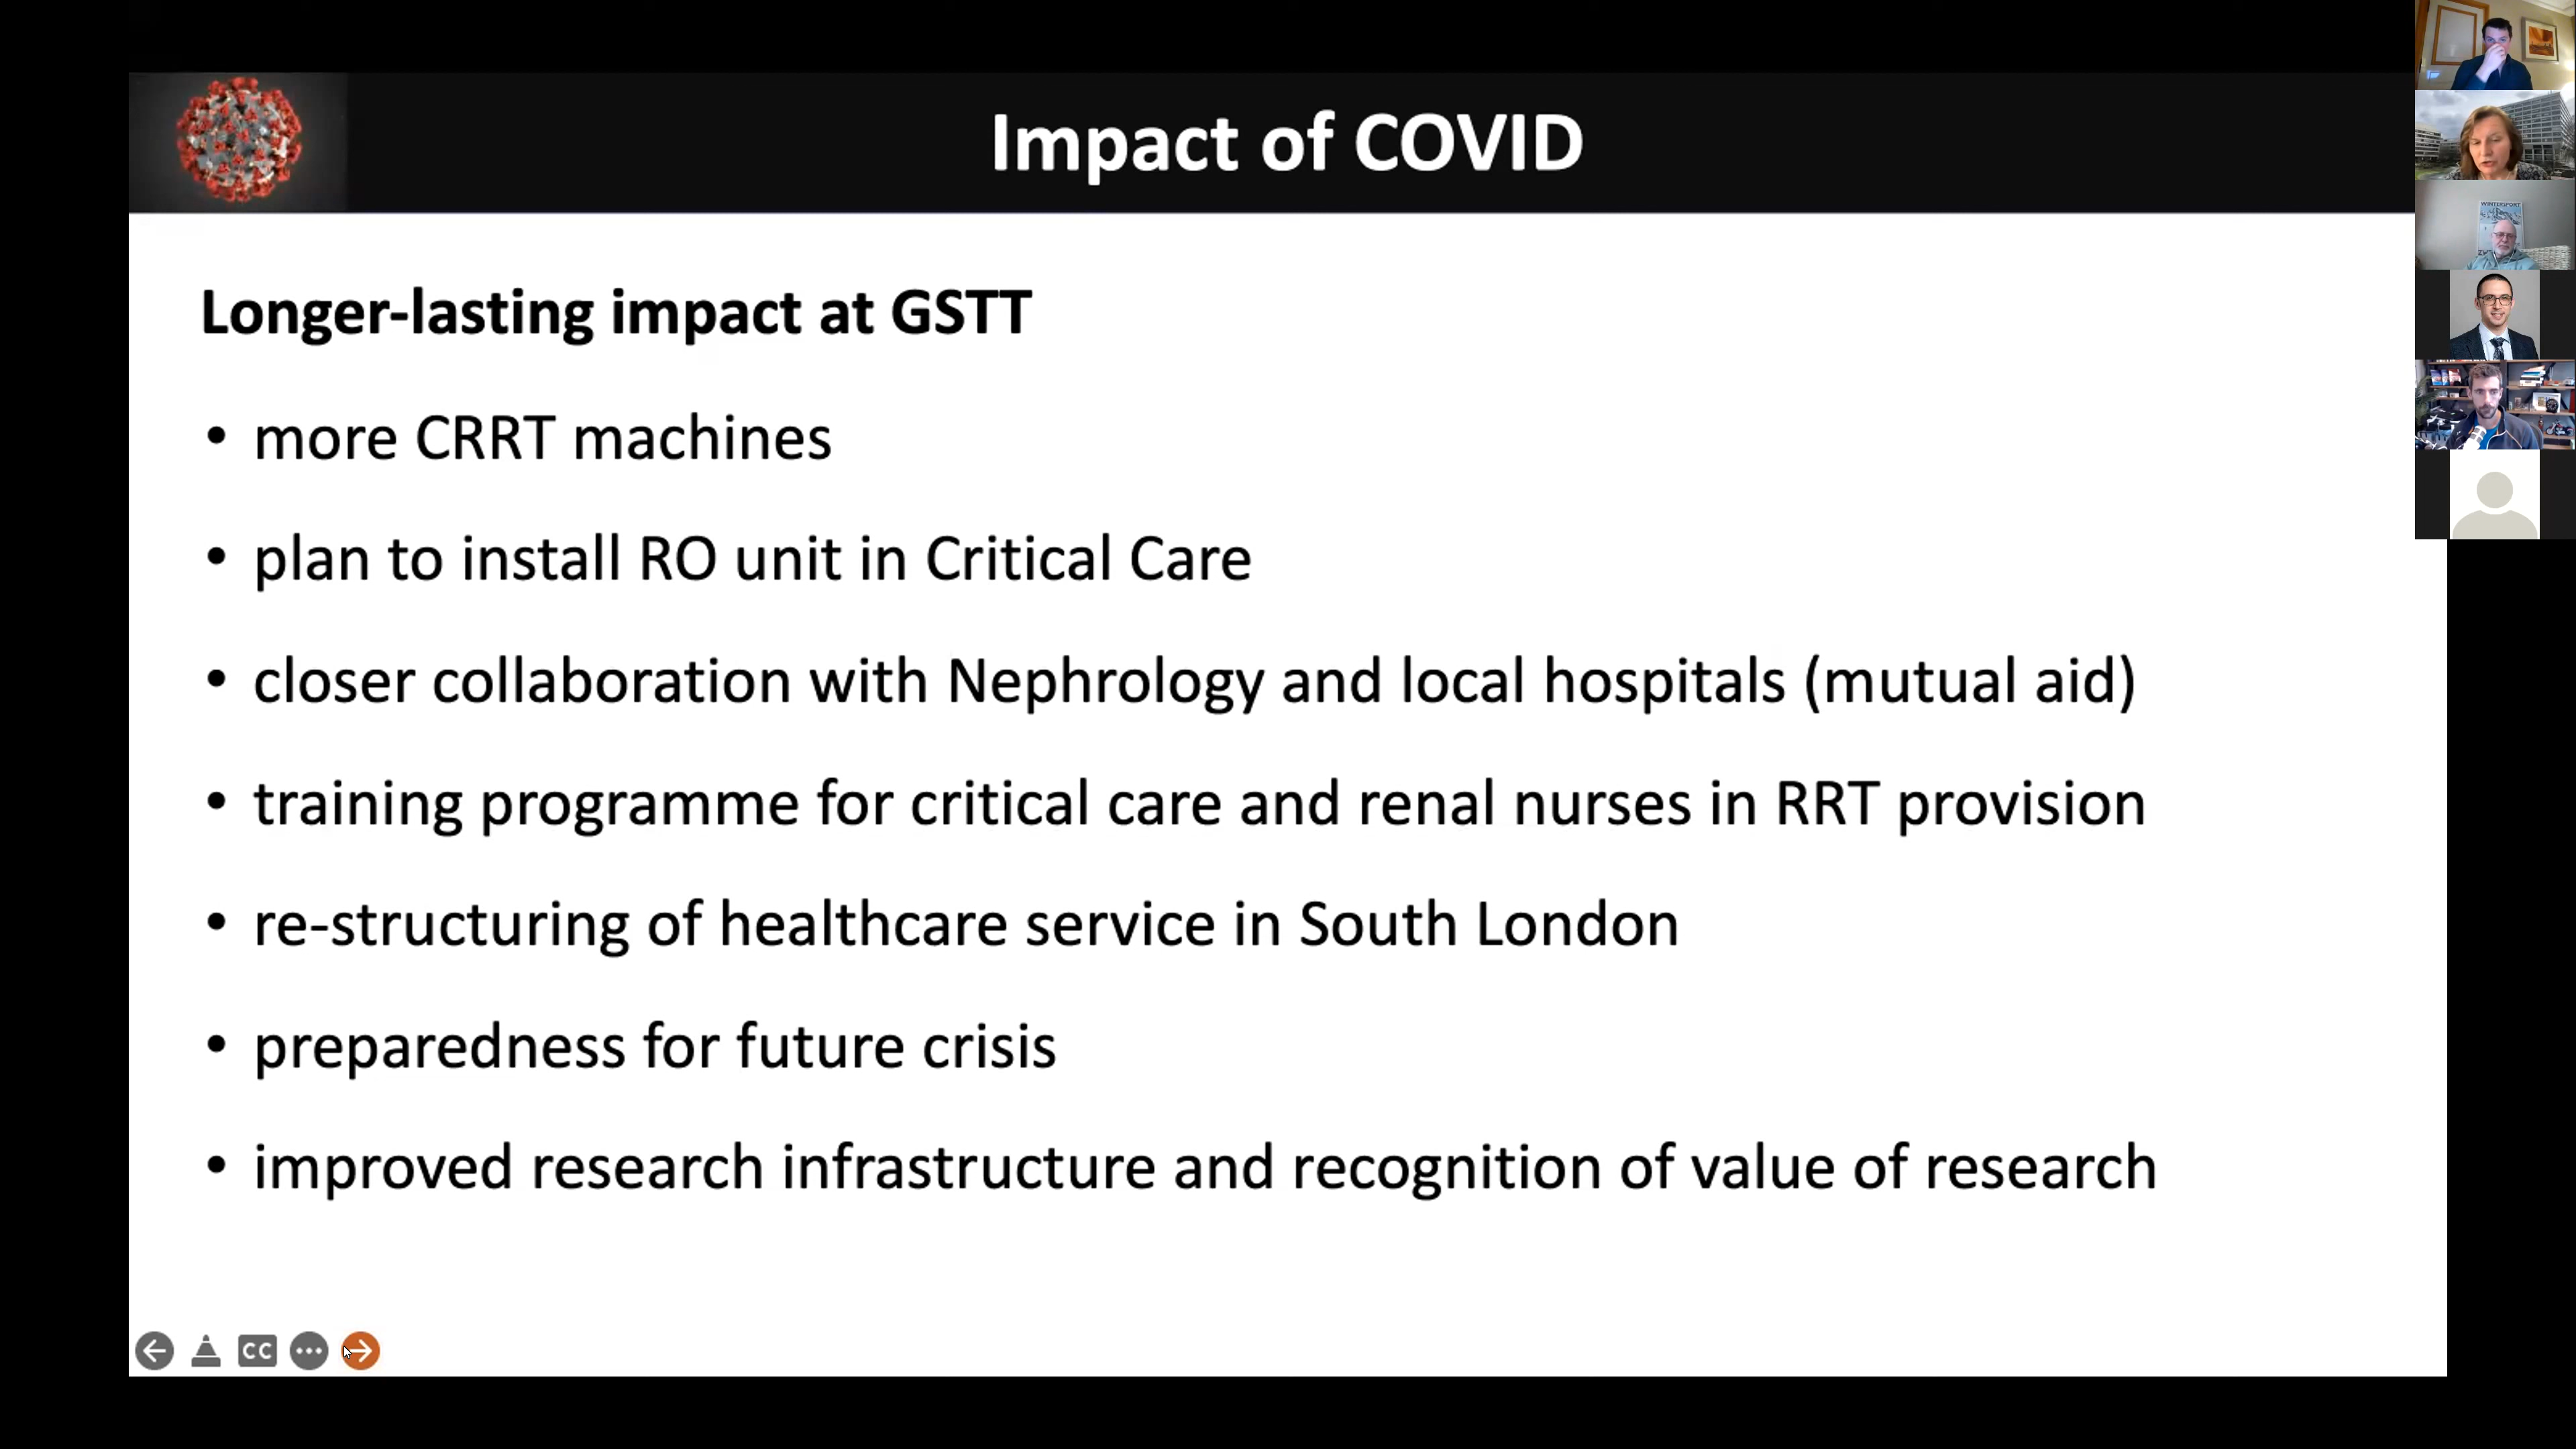 Impact of COVID
Longer-lasting impact at GSTT
• more CRRT machines
• plan to install RO unit in Critical Care
• closer collaboration with Nephrology and local hospitals (mutual aid)
• training programme for critical care and renal nurses in RRT provision
• re-structuring of healthcare service in South London
• preparedness for future crisis
• improved research infrastructure and recognition of value of research
CC
WINTERSPORT